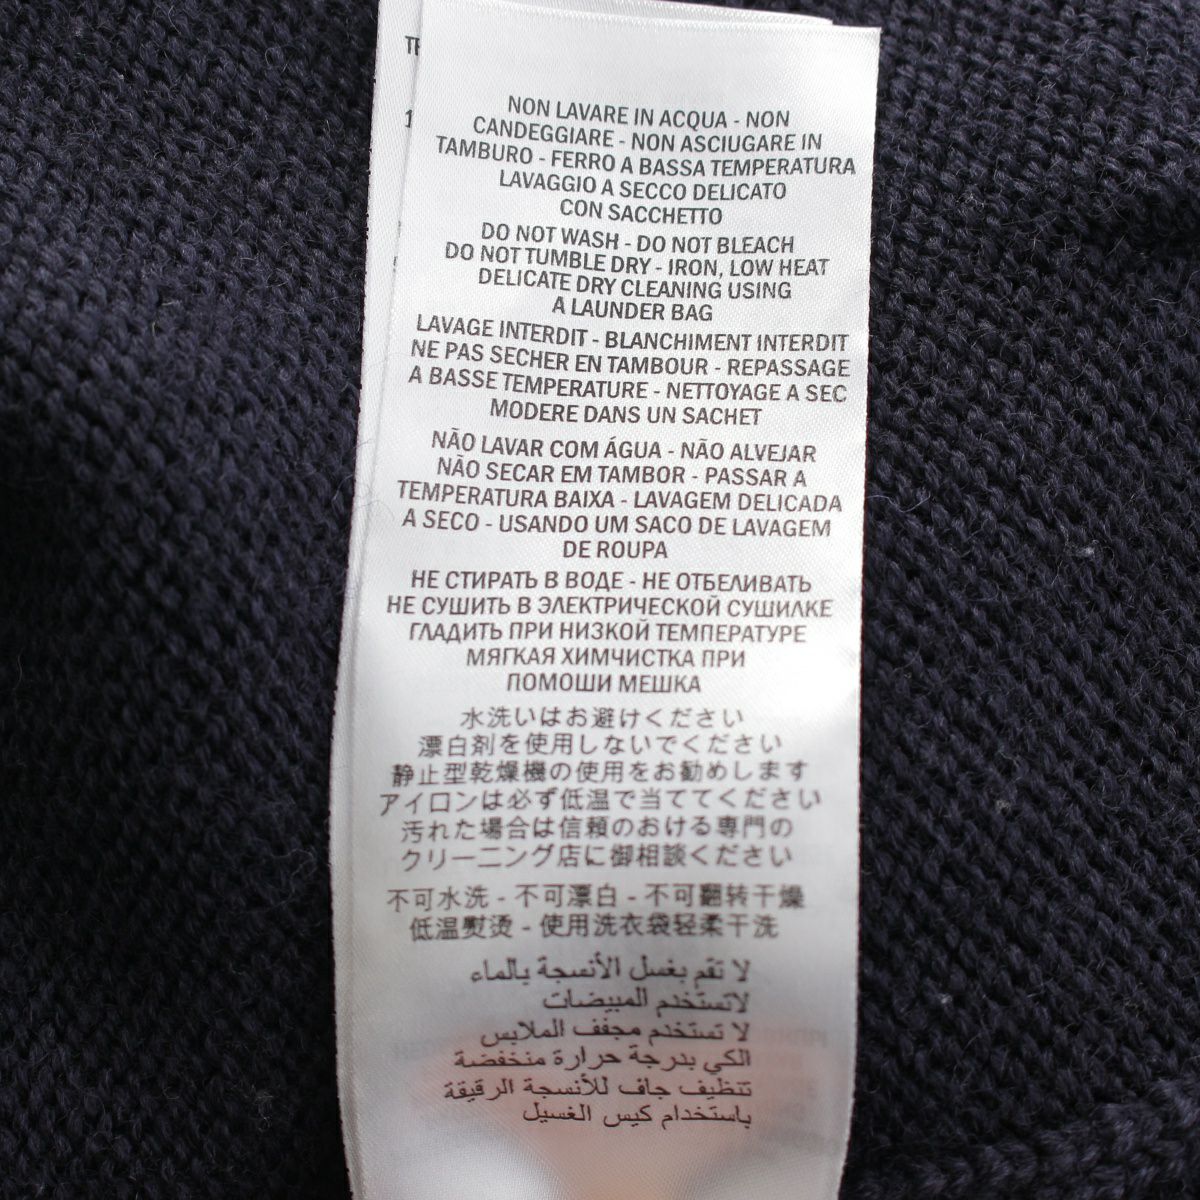 NON LAVARE IN ACQUA - NON
CANDEGGIARE - NON ASCIUGARE IN
TAMBURO - FERRO A BASSA TEMPERATURA
LAVAGGIO A SECCO DELICATO
CON SACCHETTO
DO NOT WASH - DO NOT BLEACH
DO NOT TUMBLE DRY - IRON, LOW HEAT
DELICATE DRY CLEANING USING
A LAUNDER BAG
LAVAGE INTERDIT - BLANCHIMENT INTERDIT
NE PAS SECHER EN TAMBOUR - REPASSAGE
A BASSE TEMPERATURE - NETTOYAGE A SEC
MODERE DANS UN SACHET
NÃO LAVAR COM ÁGUA - NÃO ALVEJAR
NÃO SECAR EM TAMBOR - PASSAR A
TEMPERATURA BAIXA - LAVAGEM DELICADA
A SECO - USANDO UM SACO DE LAVAGEM
DE ROUPA
НЕ СТИРАТЬ В ВОДЕ - НЕ ОТБЕЛИВАТЬ
НЕ СУШИТЬ В ЭЛЕКТРИЧЕСКОЙ СУШИЛКЕ
ГЛАДИТЬ ПРИ НИЗКОЙ ТЕМПЕРАТУРЕ
МЯГКАЯ ХИМЧИСТКА ПРИ
ПОМОШИ МЕШКА
水洗いはお避けください
漂白剤を使用しないでください
静止型乾燥機の使用をお勧めします
アイロンは必ず低温で当ててください
汚れた場合は信頼のおける専門の
クリーニング店に御相談ください
不可水洗 - 不可漂白 - 不可翻转干燥
低温熨烫 - 使用洗衣袋轻柔干洗
لا تقم بغسل الأنسجة بالماء
لاتستخدم المبيضات
لا تستخدم مجفف الملابس
الكي بدرجة حرارة منخفضة
تنظيف جاف للأنسجة الرقيقة
باستخدام كيس الغسيل